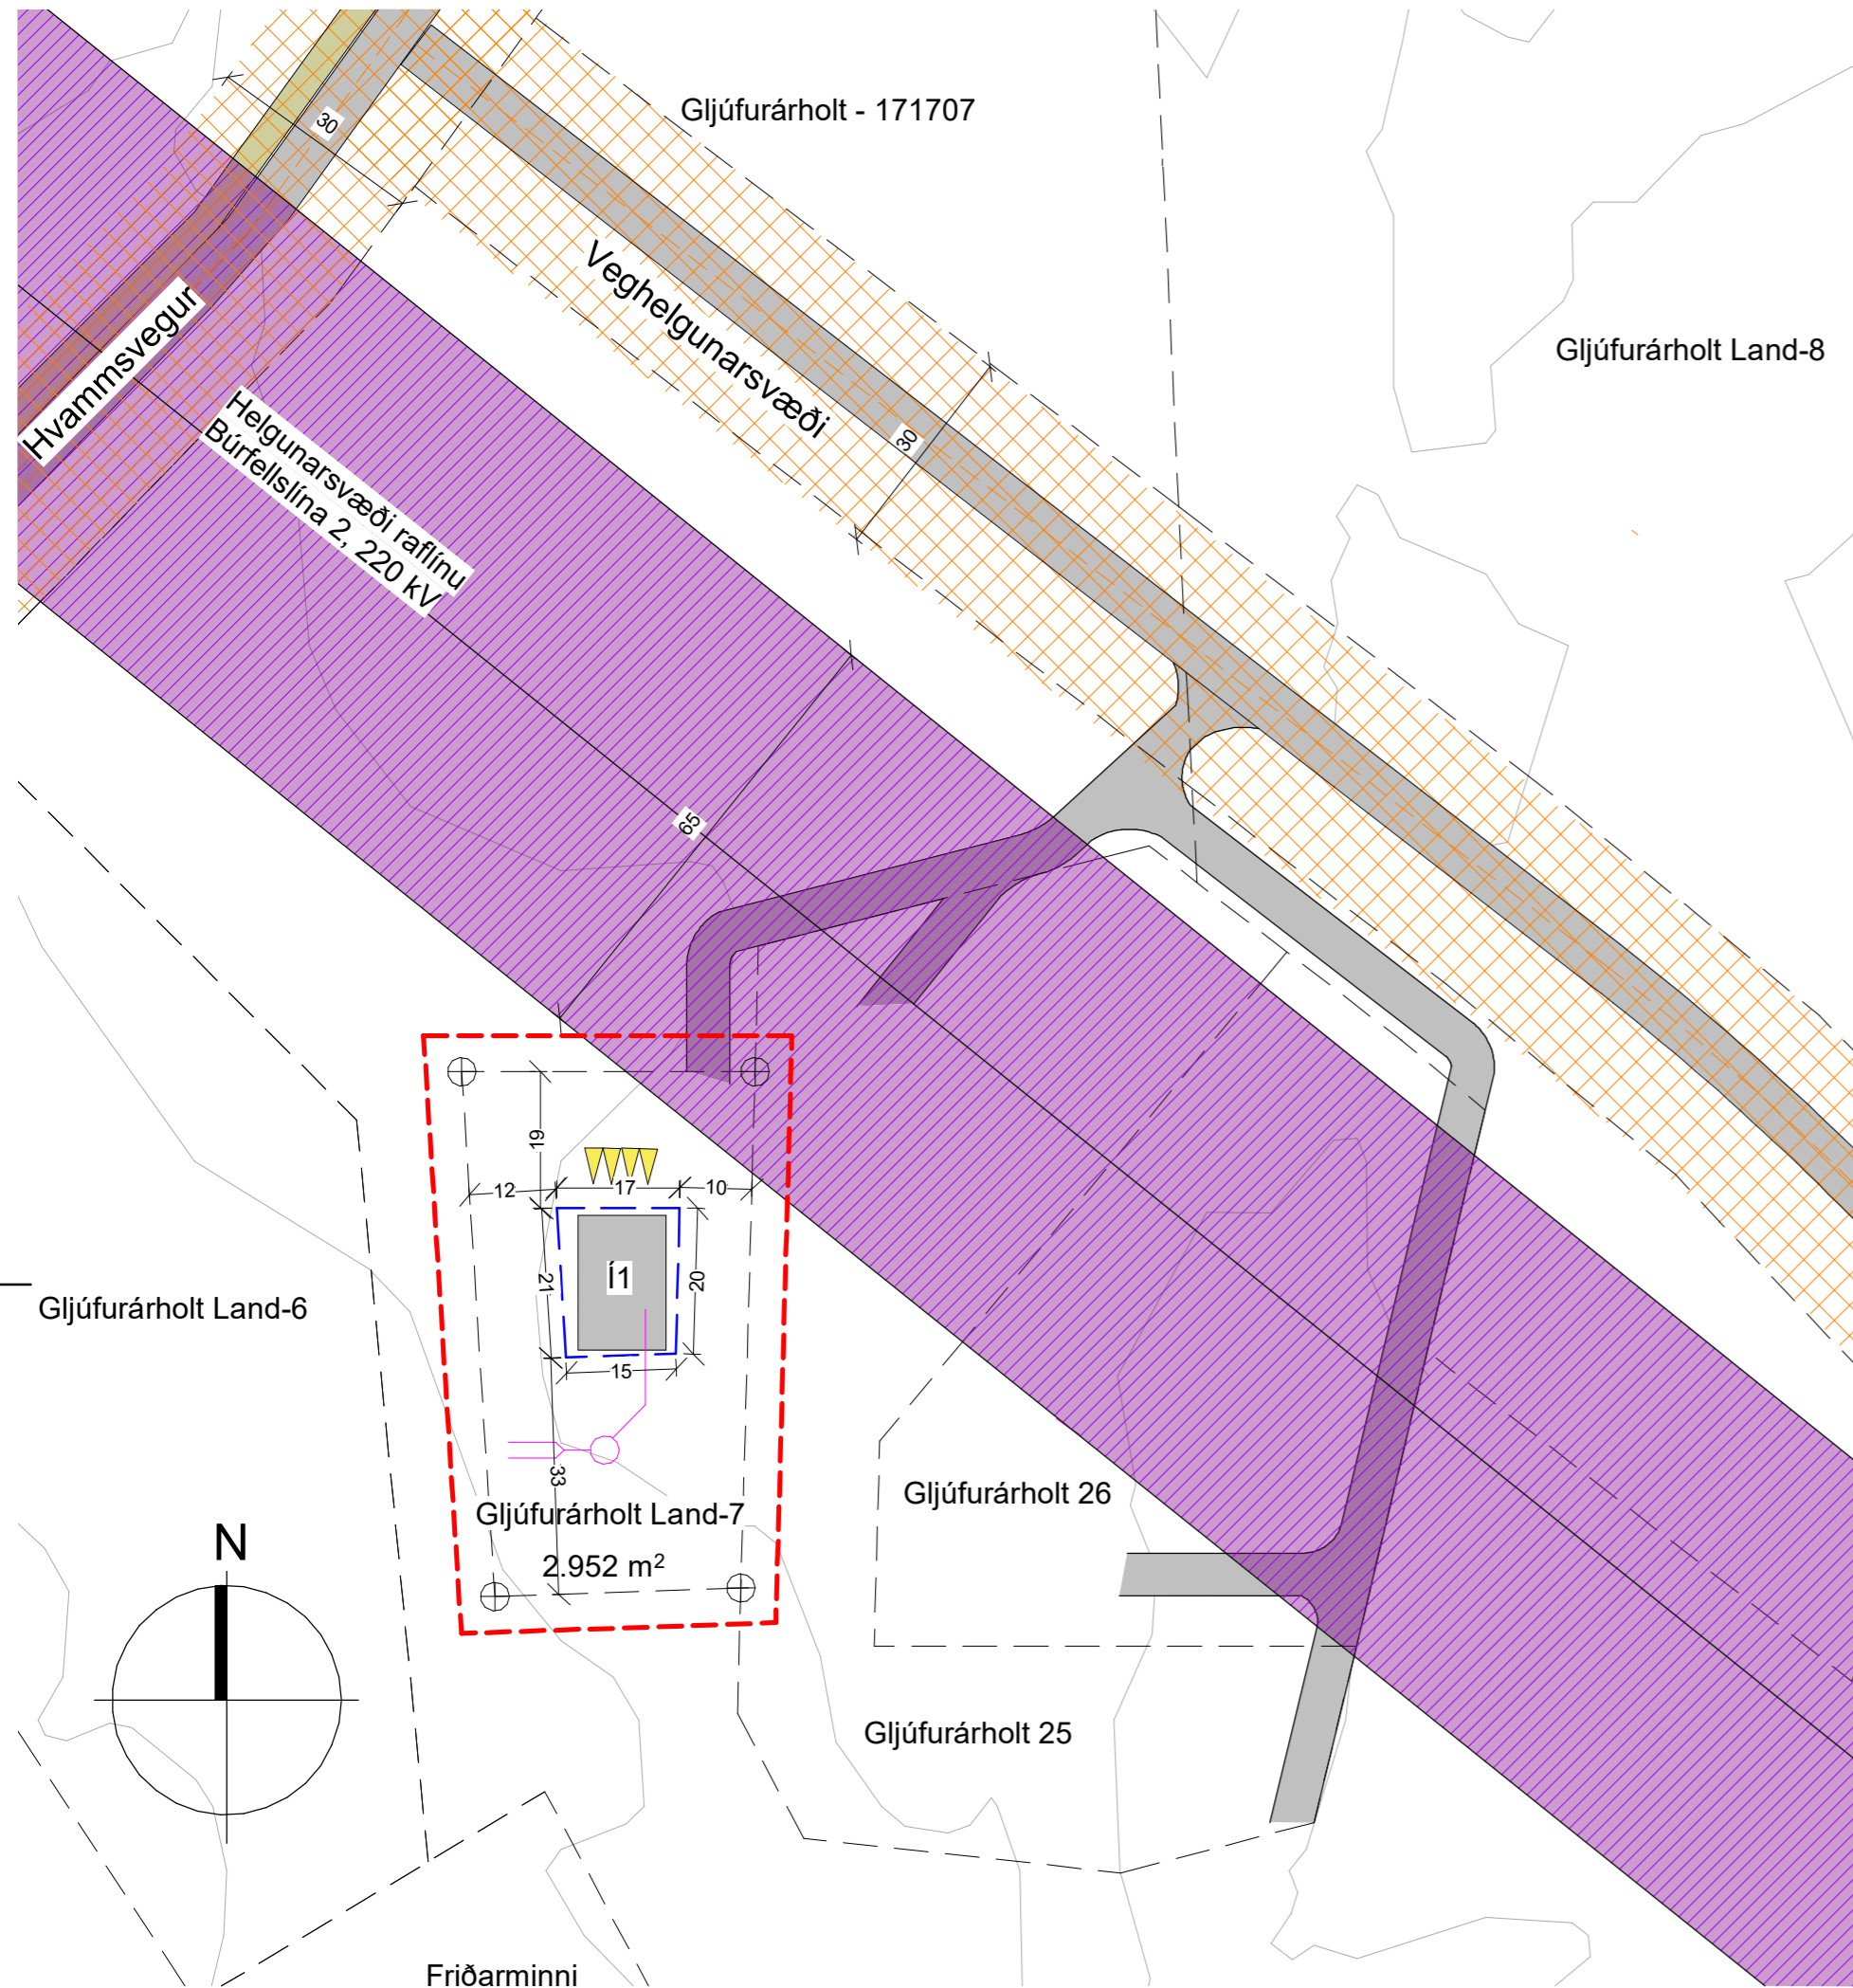 Gljúfurárholt - 171707
30
Veghelgunarsvæði
Hvammsvegur
Gljúfurárholt Land-8
Helgunarsvæði raflínu
Búrfellslína 2, 220 kV
30
65
19
12
17
10
Í1
21
20
15
Gljúfurárholt Land-6
33
Gljúfurárholt 26
Gljúfurárholt Land-7
2.952 m²
N
Gljúfurárholt 25
Friðarminni